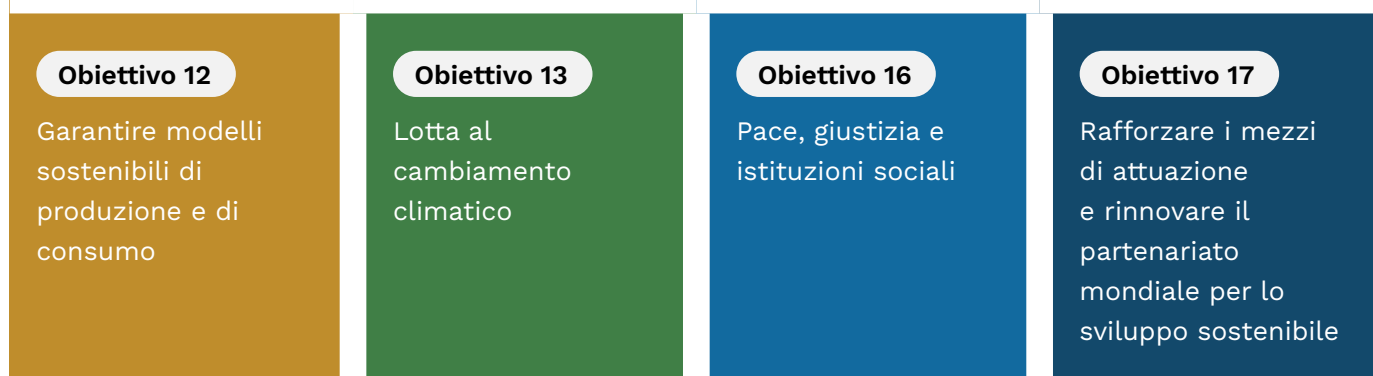 Obiettivo 12
Garantire modelli
sostenibili di
produzione e di
consumo
Obiettivo 13
Lotta al
cambiamento
climatico
Obiettivo 16
Pace, giustizia e
istituzioni sociali
Obiettivo 17
Rafforzare i mezzi
di attuazione
e rinnovare il
partenariato
mondiale per lo
sviluppo sostenibile